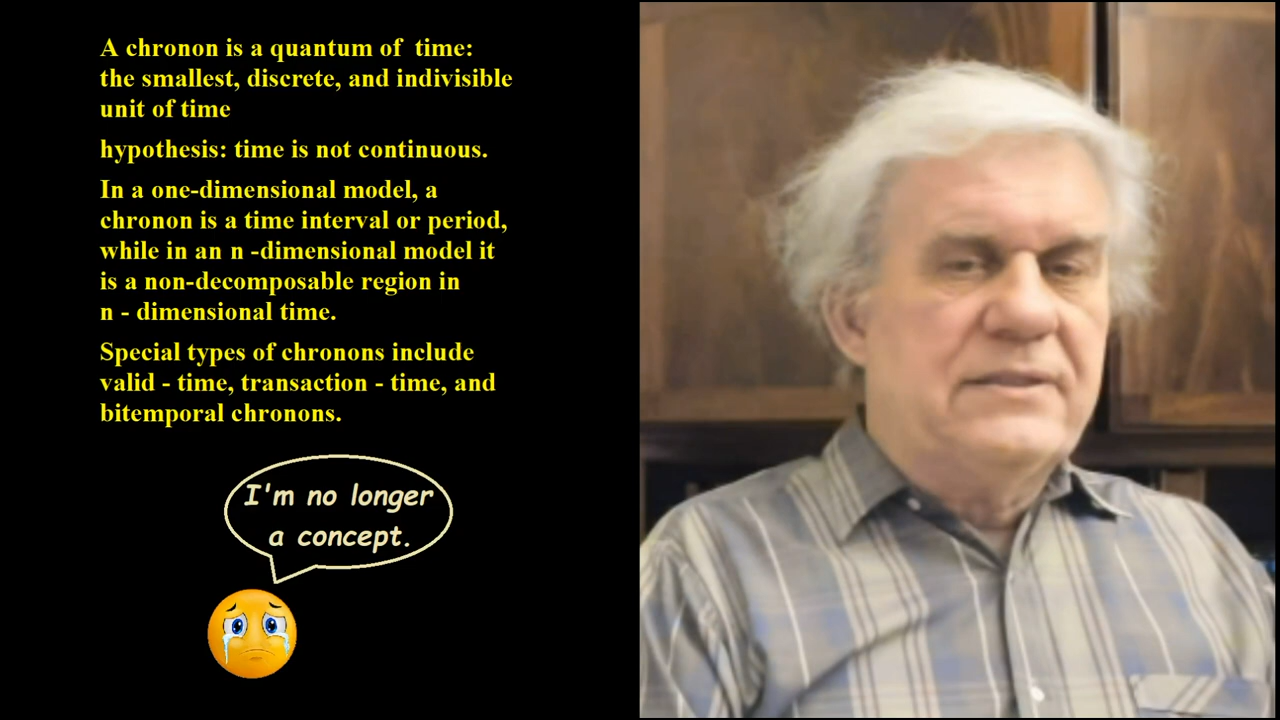 A chronon is a quantum of  time:
the smallest, discrete, and indivisible
unit of time
hypothesis: time is not continuous.
In a one-dimensional model, a
chronon is a time interval or period,
while in an n -dimensional model it
is a non-decomposable region in
n - dimensional time.
Special types of chronons include
valid - time, transaction - time, and
bitemporal chronons.
I'm no longer
a concept.